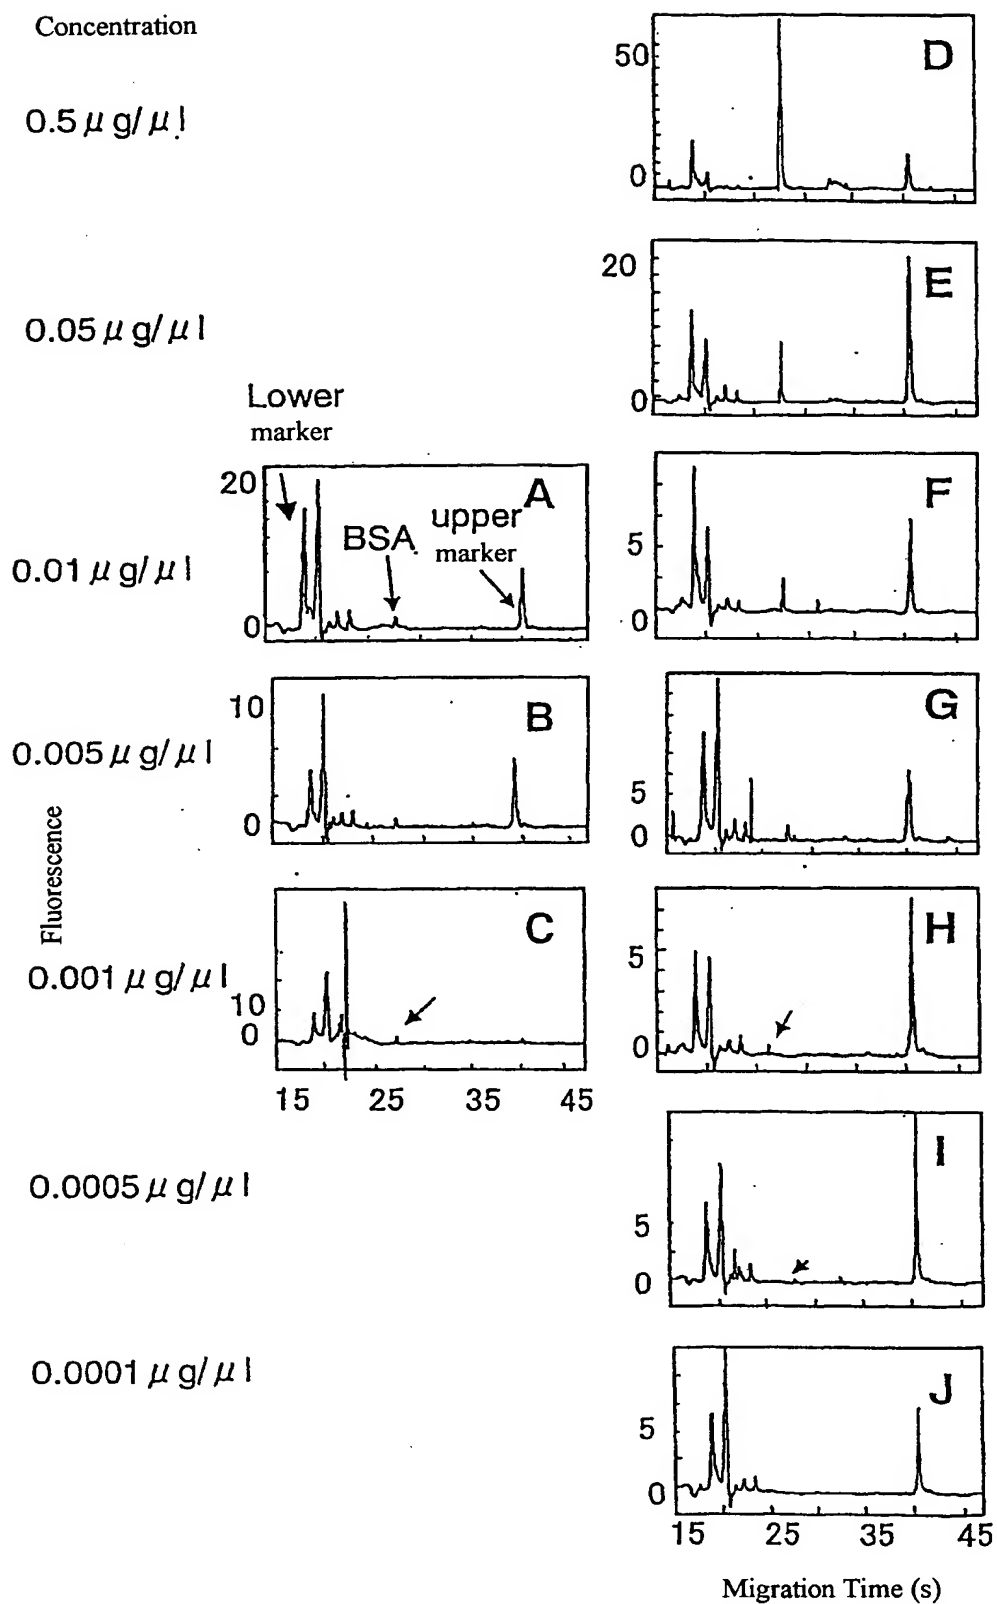 Concentration
0.5 μ g/ μ l
0.05 μ g/ μ l
0.01 μ g/ μ l
0.005 μ g/ μ l
0.001 μ g/ μ l
0.0005 μ g/ μ l
0.0001 μ g/ μ l
Fluorescence
Lower
marker
20
0
A
BSA
upper
marker
10
0
B
10
0
C
15 25 35 45
50
0
D
20
0
E
5
0
F
5
0
G
5
0
H
5
0
I
5
0
J
15 25 35 45
Migration Time (s)